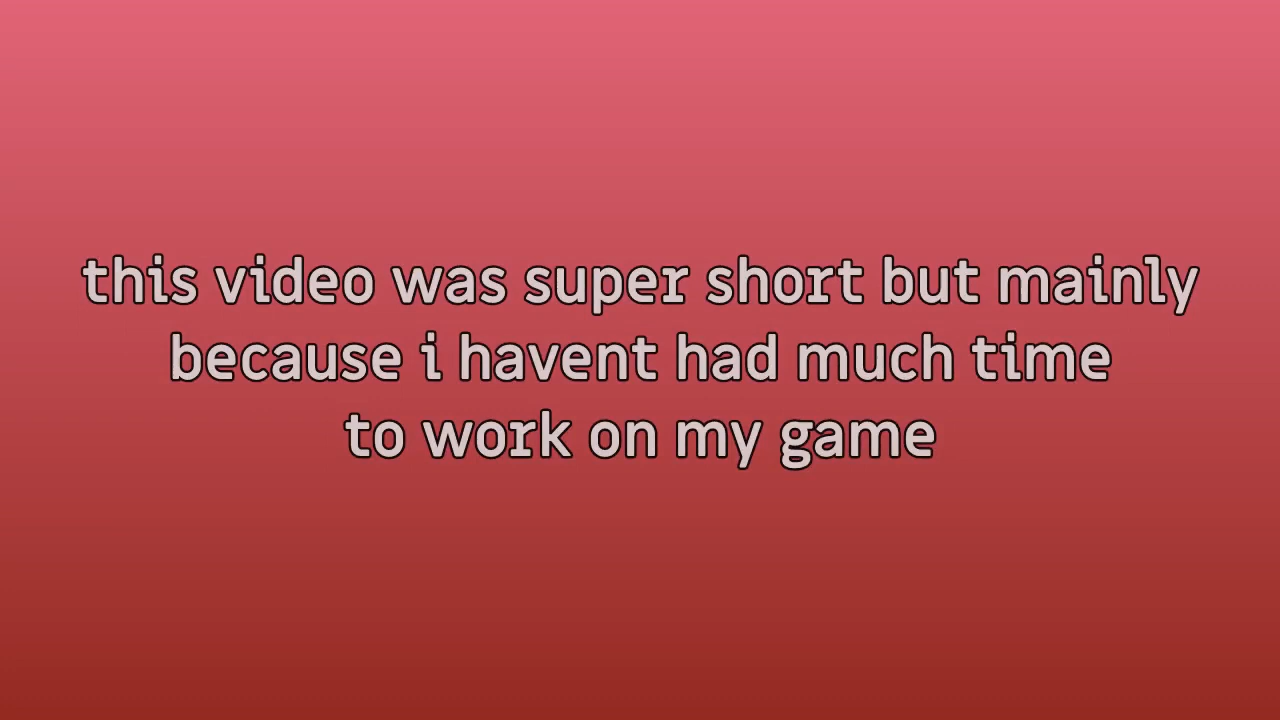 this video was super short but mainly
because i havent had much time
to work on my game